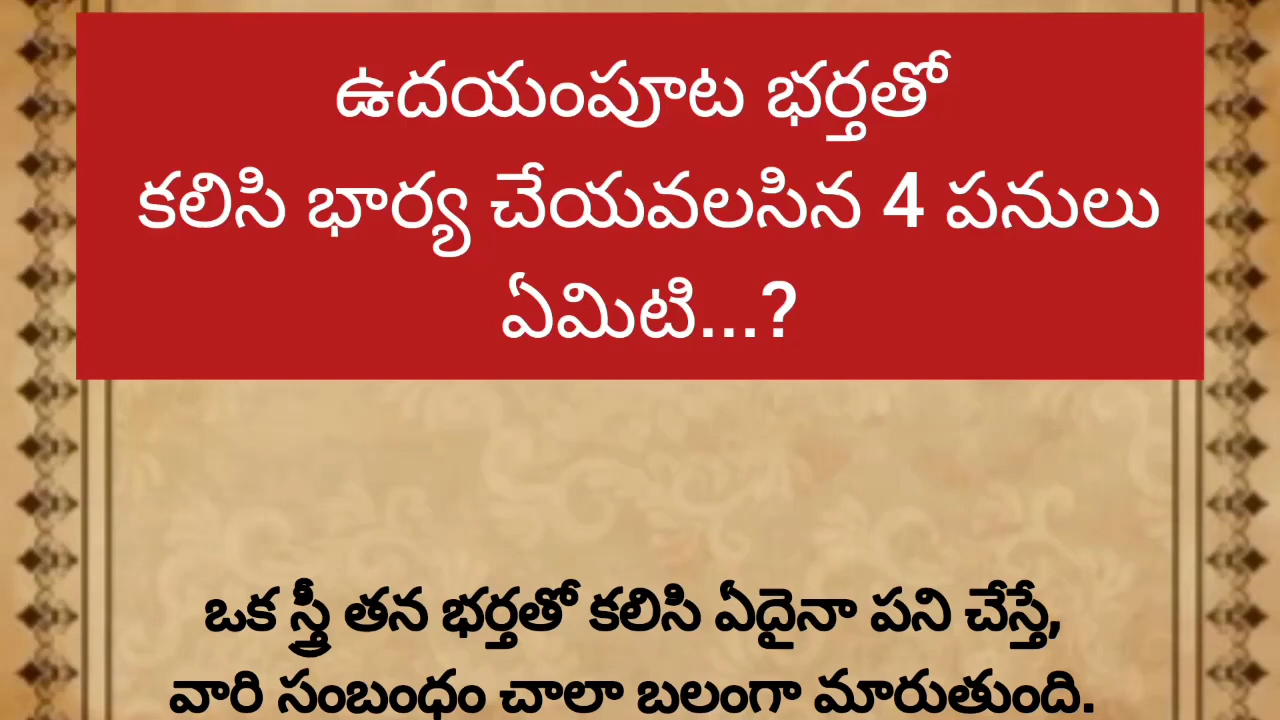 ఉదయంపూట భర్తతో
కలిసి భార్య చేయవలసిన 4 పనులు
ఏమిటి...?
ఒక స్త్రీ తన భర్తతో కలిసి ఏదైనా పని చేస్తే,
వారి సంబంధం చాలా బలంగా మారుతుంది.